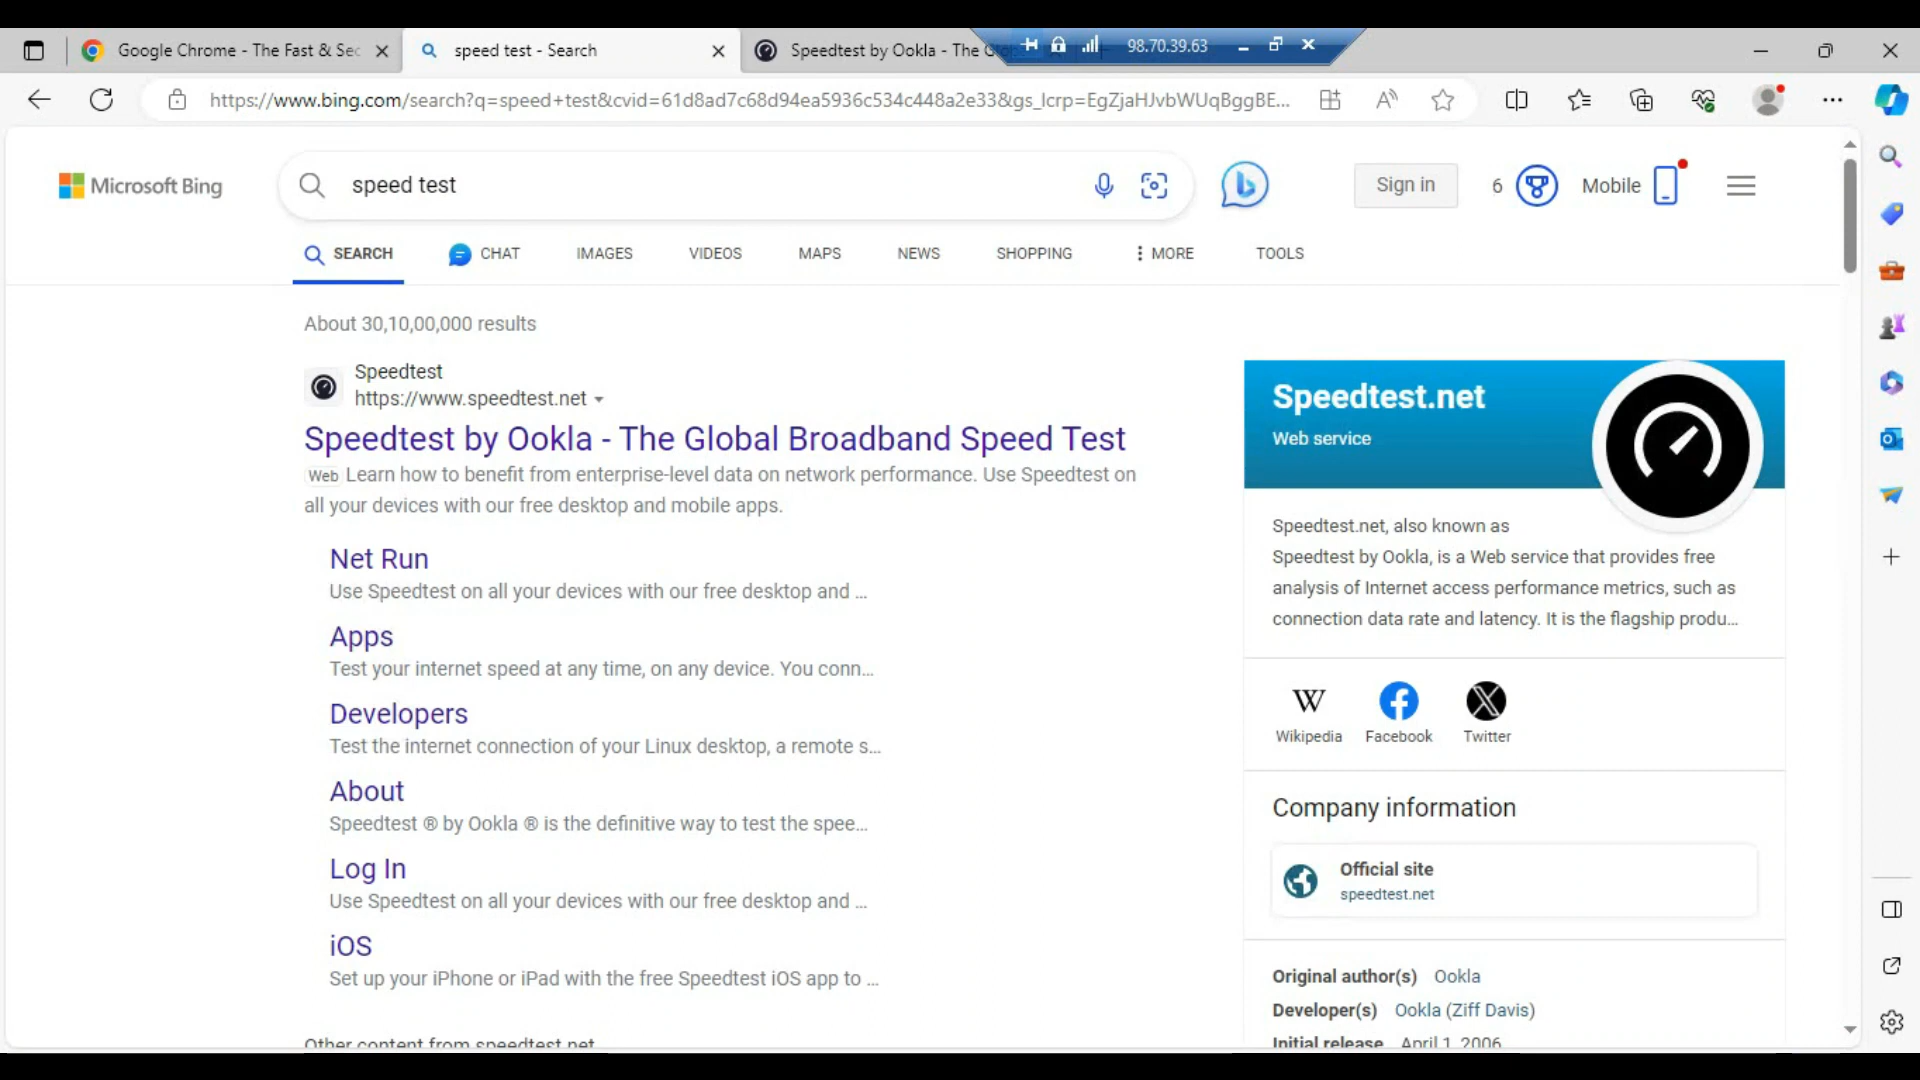 Google Chrome - The Fast & Sec
speed test - Search
Speedtest by Ookla - The Glo
98.70.39.63
https://www.bing.com/search?q=speed+test&cvid=61d8ad7c68d94ea5936c534c448a2e33&gs_lcrp=EgZjaHJvbWUqBggBE...
Microsoft Bing
speed test
Sign in
6
Mobile
SEARCH
CHAT
IMAGES
VIDEOS
MAPS
NEWS
SHOPPING
MORE
TOOLS
About 30,10,00,000 results
Speedtest
https://www.speedtest.net
Speedtest by Ookla - The Global Broadband Speed Test
Web Learn how to benefit from enterprise-level data on network performance. Use Speedtest on
all your devices with our free desktop and mobile apps.
Net Run
Use Speedtest on all your devices with our free desktop and ...
Apps
Test your internet speed at any time, on any device. You conn...
Developers
Test the internet connection of your Linux desktop, a remote s...
About
Speedtest ® by Ookla ® is the definitive way to test the spee...
Log In
Use Speedtest on all your devices with our free desktop and ...
iOS
Set up your iPhone or iPad with the free Speedtest iOS app to ...
Other content from speedtest.net
Speedtest.net
Web service
Speedtest.net, also known as
Speedtest by Ookla, is a Web service that provides free
analysis of Internet access performance metrics, such as
connection data rate and latency. It is the flagship produ...
Wikipedia
Facebook
Twitter
Company information
Official site
speedtest.net
Original author(s) Ookla
Developer(s) Ookla (Ziff Davis)
Initial release April 1, 2006